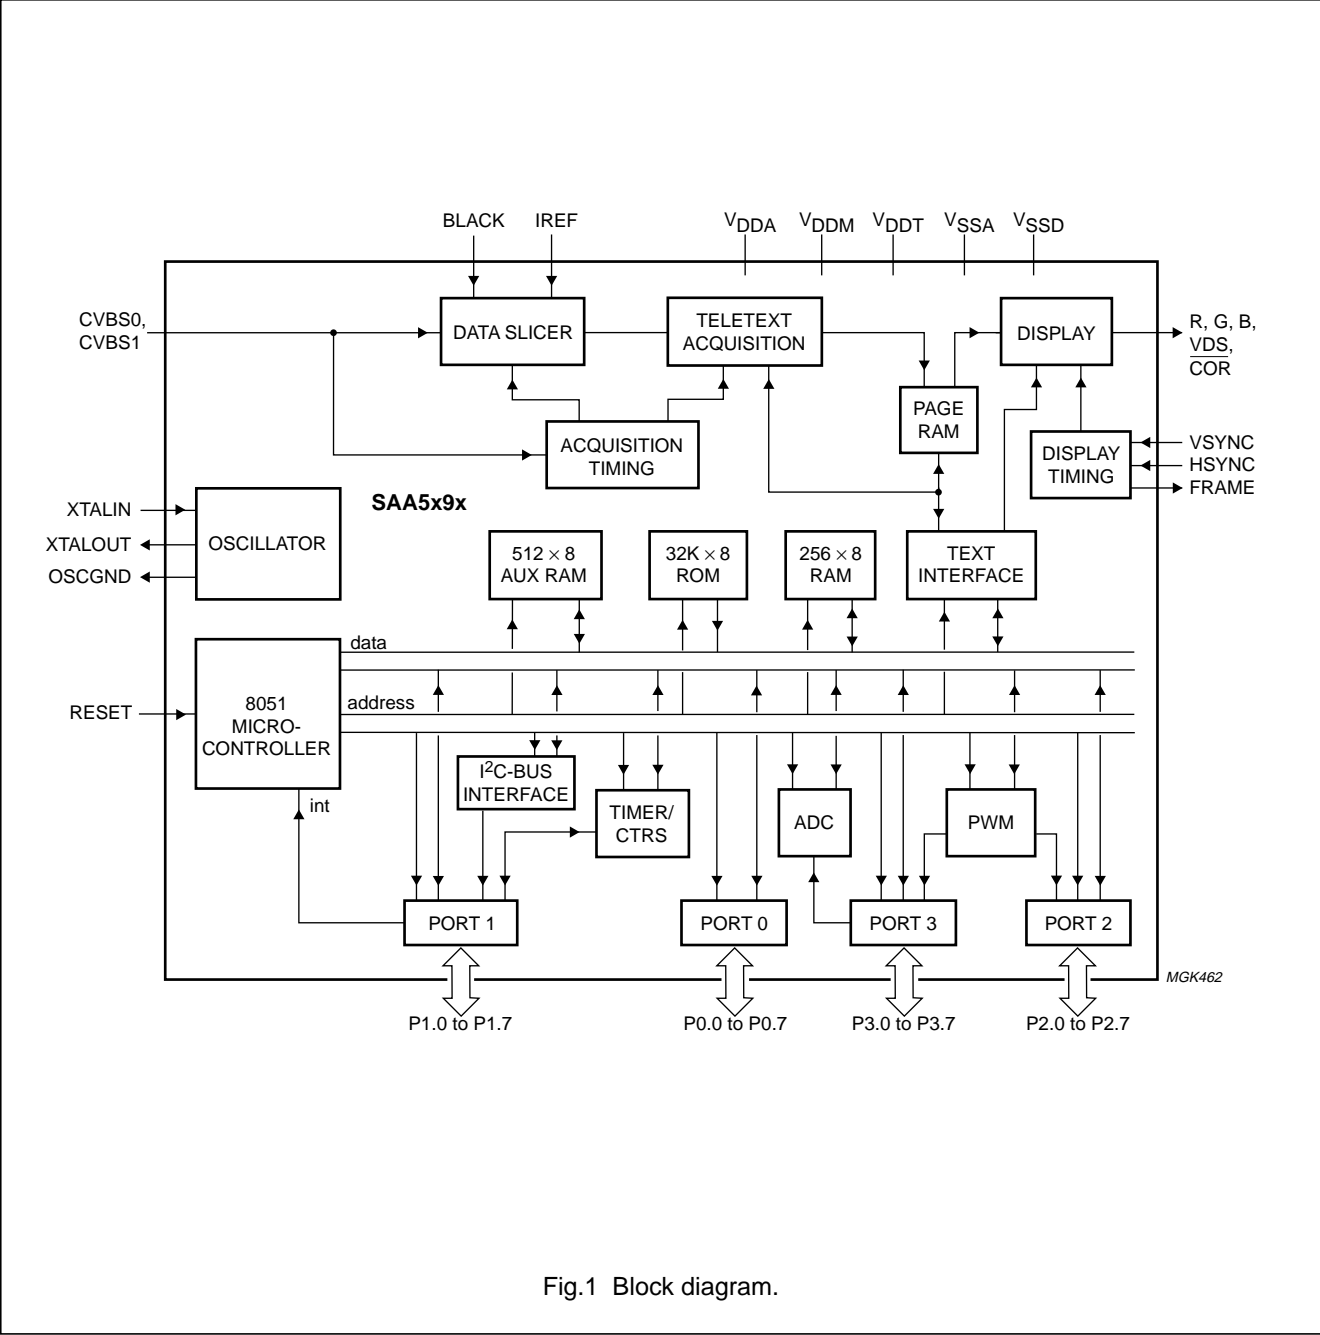 BLACK IREF VDDA VDDM VDDT VSSA VSSD
CVBS0,
CVBS1
DATA SLICER
TELETEXT
ACQUISITION
DISPLAY
R, G, B,
VDS,
COR
PAGE
RAM
ACQUISITION
TIMING
DISPLAY
TIMING
VSYNC
HSYNC
FRAME
SAA5x9x
XTALIN
XTALOUT
OSCGND
OSCILLATOR
512 × 8
AUX RAM
32K × 8
ROM
256 × 8
RAM
TEXT
INTERFACE
data
address
RESET
8051
MICRO-
CONTROLLER
int
I2C-BUS
INTERFACE
TIMER/
CTRS
ADC
PWM
PORT 1
PORT 0
PORT 3
PORT 2
MGK462
P1.0 to P1.7
P0.0 to P0.7
P3.0 to P3.7
P2.0 to P2.7
Fig.1 Block diagram.